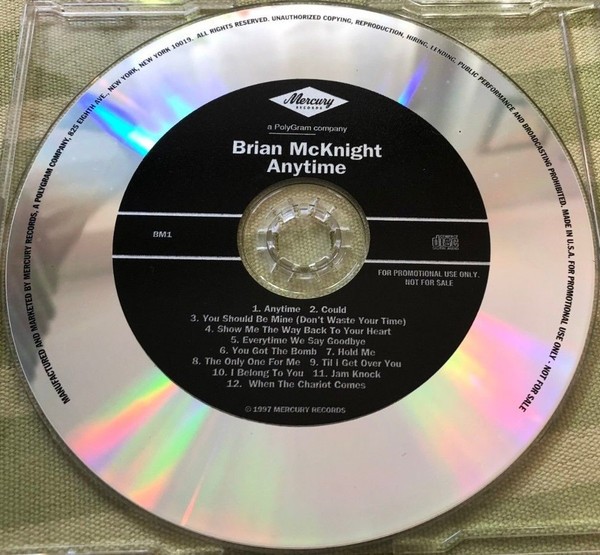 MANUFACTURED AND MARKETED BY MERCURY RECORDS, A POLYGRAM COMPANY, 825 EIGHTH AVE., NEW YORK, NEW YORK 10019. ALL RIGHTS RESERVED. UNAUTHORIZED COPYING, REPRODUCTION, HIRING, LENDING, PUBLIC PERFORMANCE AND BROADCASTING PROHIBITED. MADE IN U.S.A. FOR PROMOTIONAL USE ONLY - NOT FOR SALE
Mercury
RECORDS
a PolyGram company
Brian McKnight
Anytime
BM1
COMPACT
disc
DIGITAL AUDIO
FOR PROMOTIONAL USE ONLY.
NOT FOR SALE
1. Anytime 2. Could
3. You Should Be Mine (Don't Waste Your Time)
4. Show Me The Way Back To Your Heart
5. Everytime We Say Goodbye
6. You Got The Bomb 7. Hold Me
8. The Only One For Me 9. Til I Get Over You
10. I Belong To You 11. Jam Knock
12. When The Chariot Comes
© 1997 MERCURY RECORDS